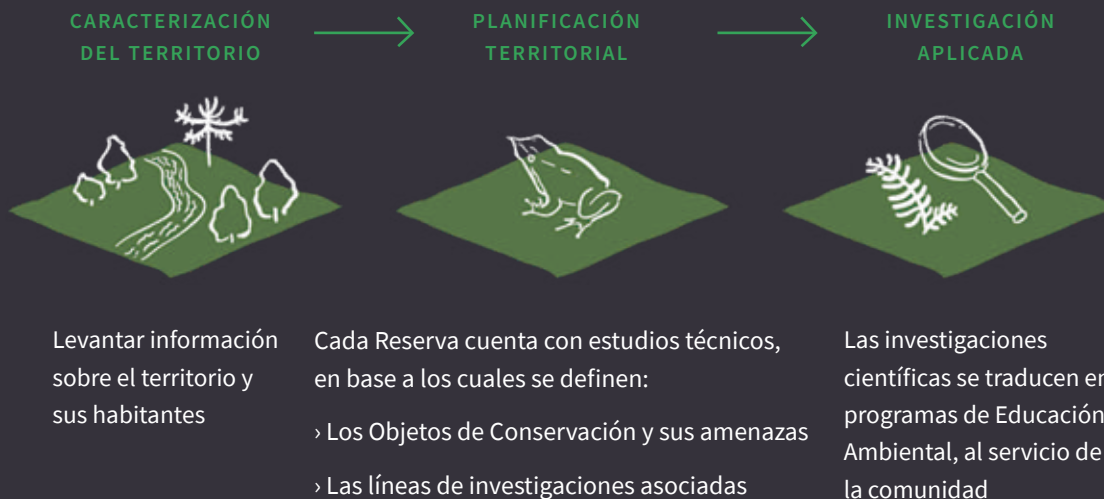 CARACTERIZACIÓN
DEL TERRITORIO
PLANIFICACIÓN
TERRITORIAL
INVESTIGACIÓN
APLICADA
Levantar información
sobre el territorio y
sus habitantes
Cada Reserva cuenta con estudios técnicos,
en base a los cuales se definen:
› Los Objetos de Conservación y sus amenazas
› Las líneas de investigaciones asociadas
Las investigaciones
científicas se traducen en
programas de Educación
Ambiental, al servicio de
la comunidad